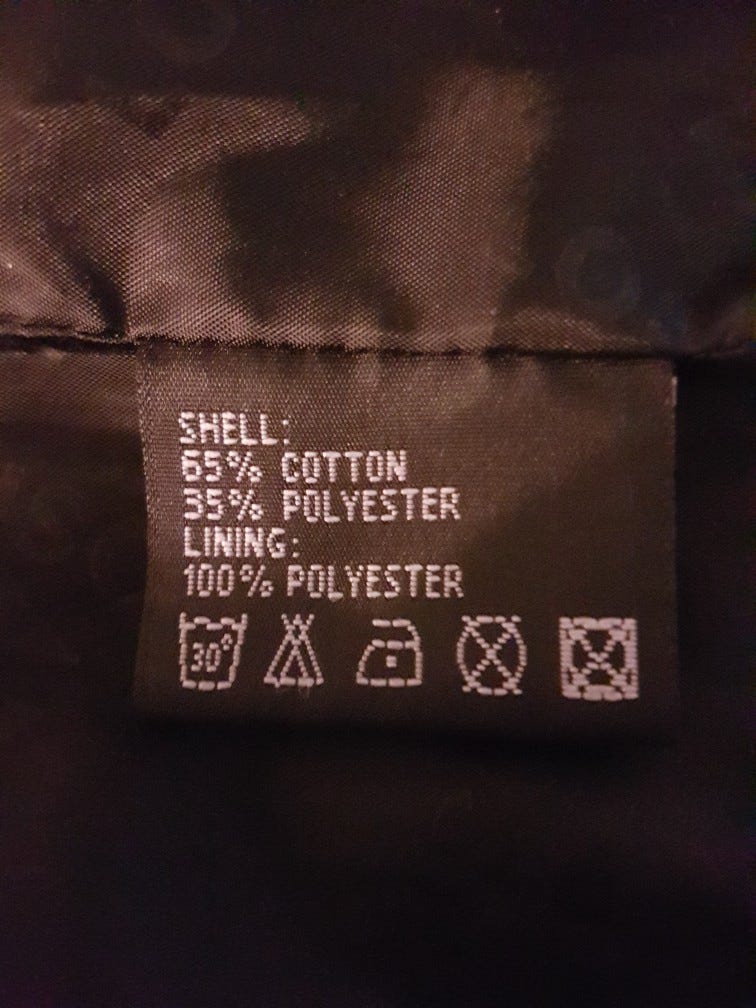 SHELL:
65% COTTON
35% POLYESTER
LINING:
100% POLYESTER
30°